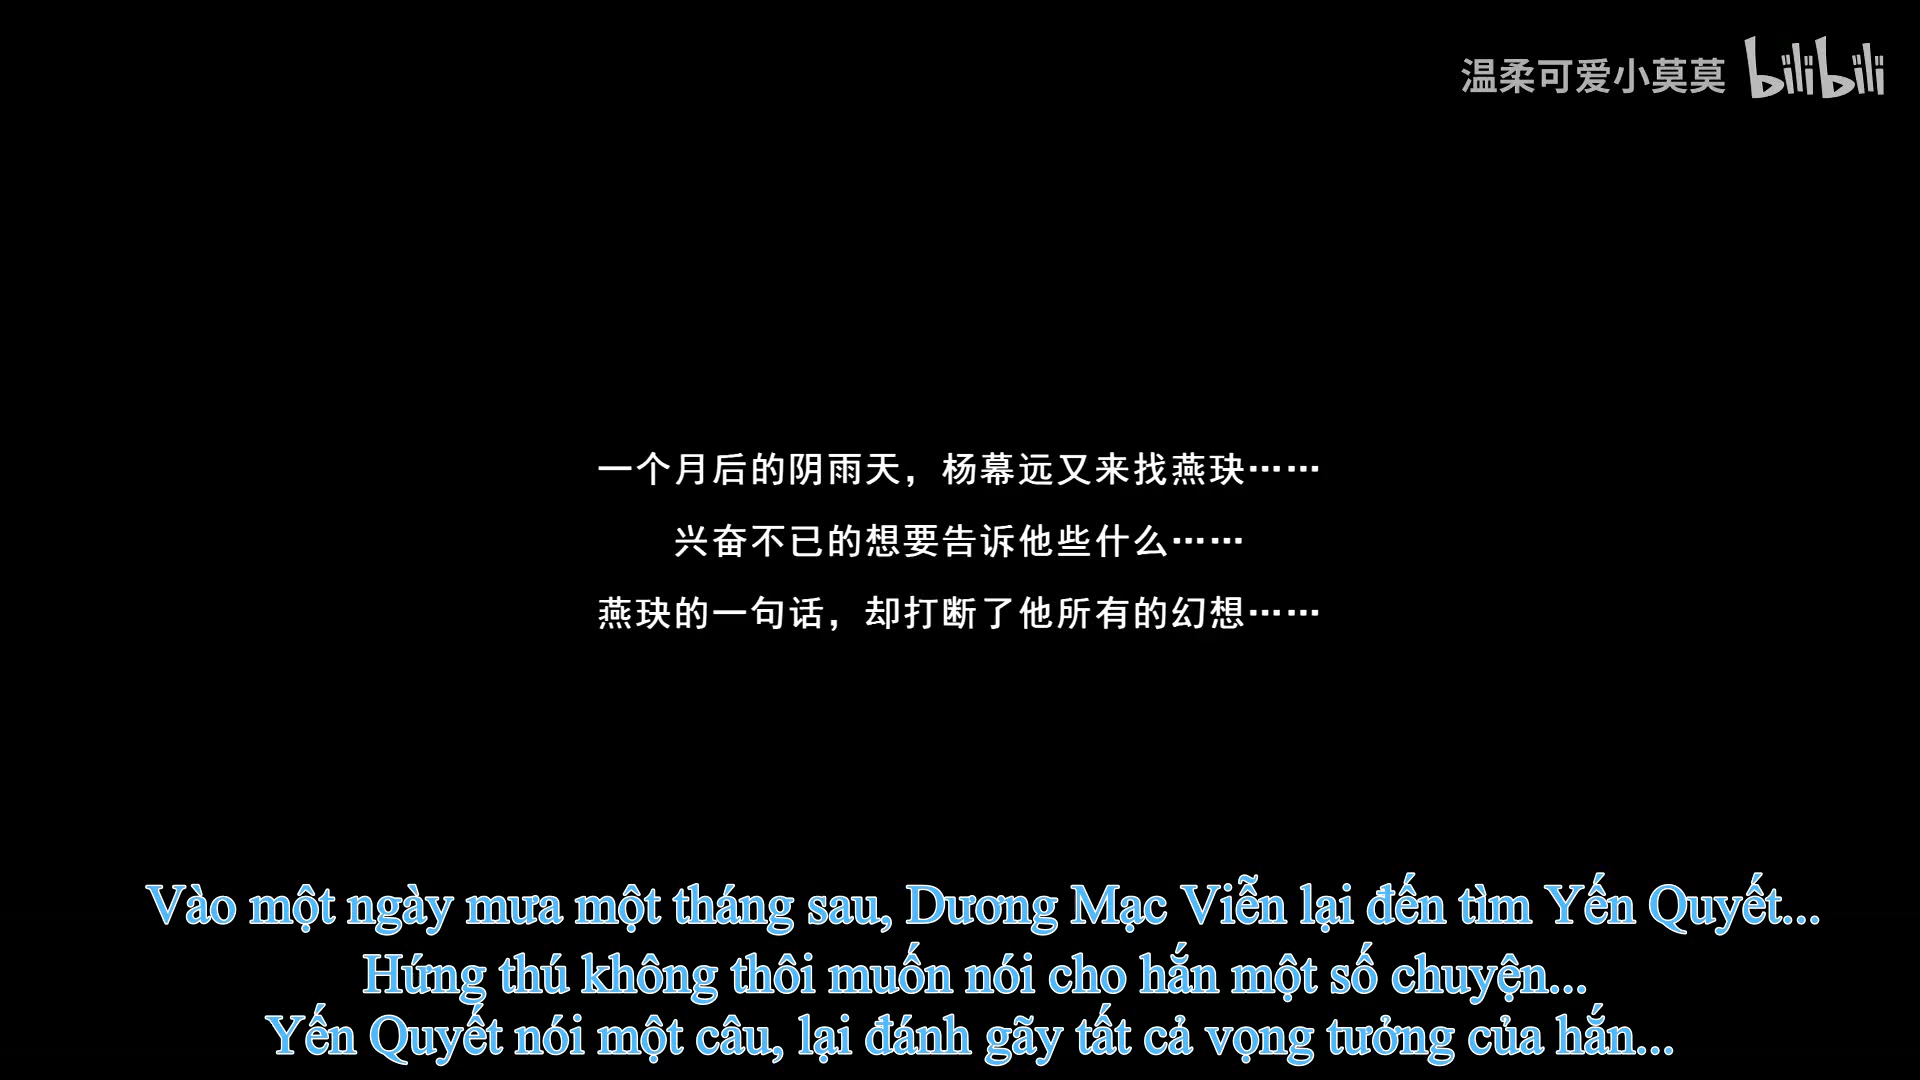 温柔可爱小莫莫 bilibili
一个月后的阴雨天，杨幕远又来找燕玦……
兴奋不已的想要告诉他些什么……
燕玦的一句话，却打断了他所有的幻想……
Vào một ngày mưa một tháng sau, Dương Mạc Viễn lại đến tìm Yến Quyết...
Hứng thú không thôi muốn nói cho hắn một số chuyện...
Yến Quyết nói một câu, lại đánh gãy tất cả vọng tưởng của hắn...